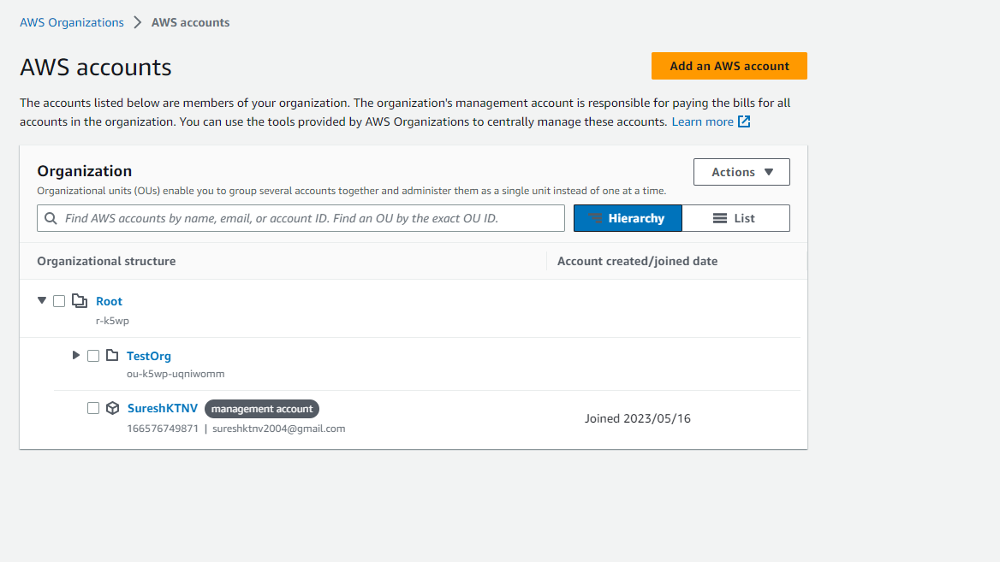 AWS Organizations > AWS accounts
AWS accounts
Add an AWS account
The accounts listed below are members of your organization. The organization's management account is responsible for paying the bills for all
accounts in the organization. You can use the tools provided by AWS Organizations to centrally manage these accounts. Learn more
Organization
Actions
Organizational units (OUs) enable you to group several accounts together and administer them as a single unit instead of one at a time.
Find AWS accounts by name, email, or account ID. Find an OU by the exact OU ID.
Hierarchy
List
Organizational structure
Account created/joined date
Root
r-k5wp
TestOrg
ou-k5wp-uqniwomm
SureshKTNV management account
166576749871 | sureshktnv2004@gmail.com
Joined 2023/05/16